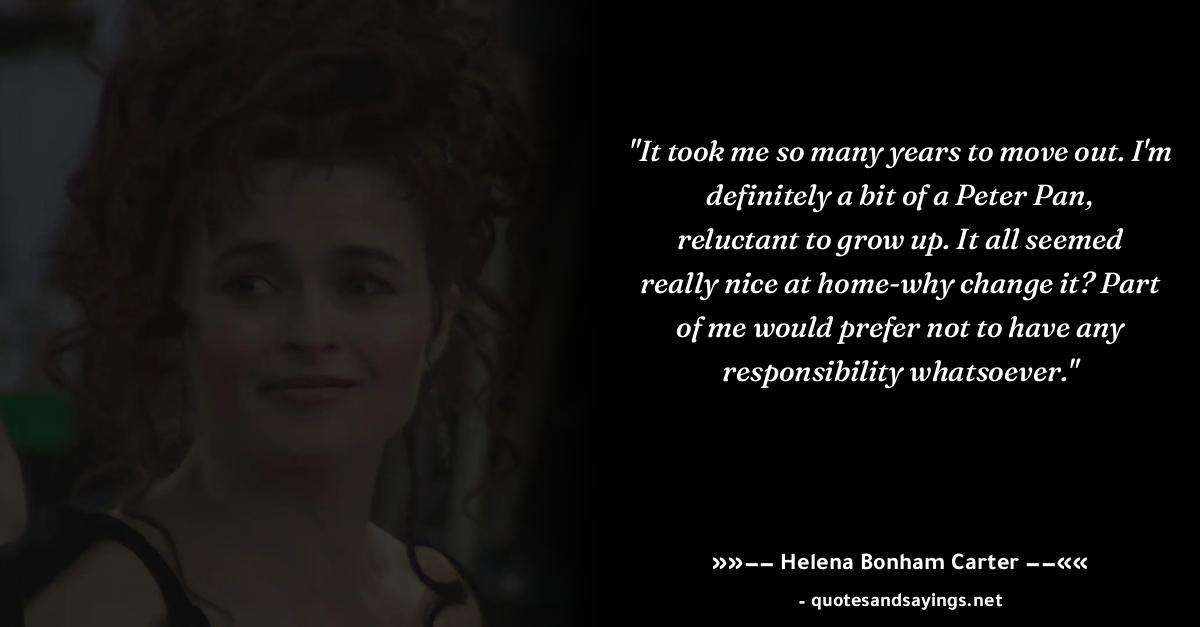 "It took me so many years to move out. I'm
definitely a bit of a Peter Pan,
reluctant to grow up. It all seemed
really nice at home-why change it? Part
of me would prefer not to have any
responsibility whatsoever."
»»−− Helena Bonham Carter −−««
- quotesandsayings.net